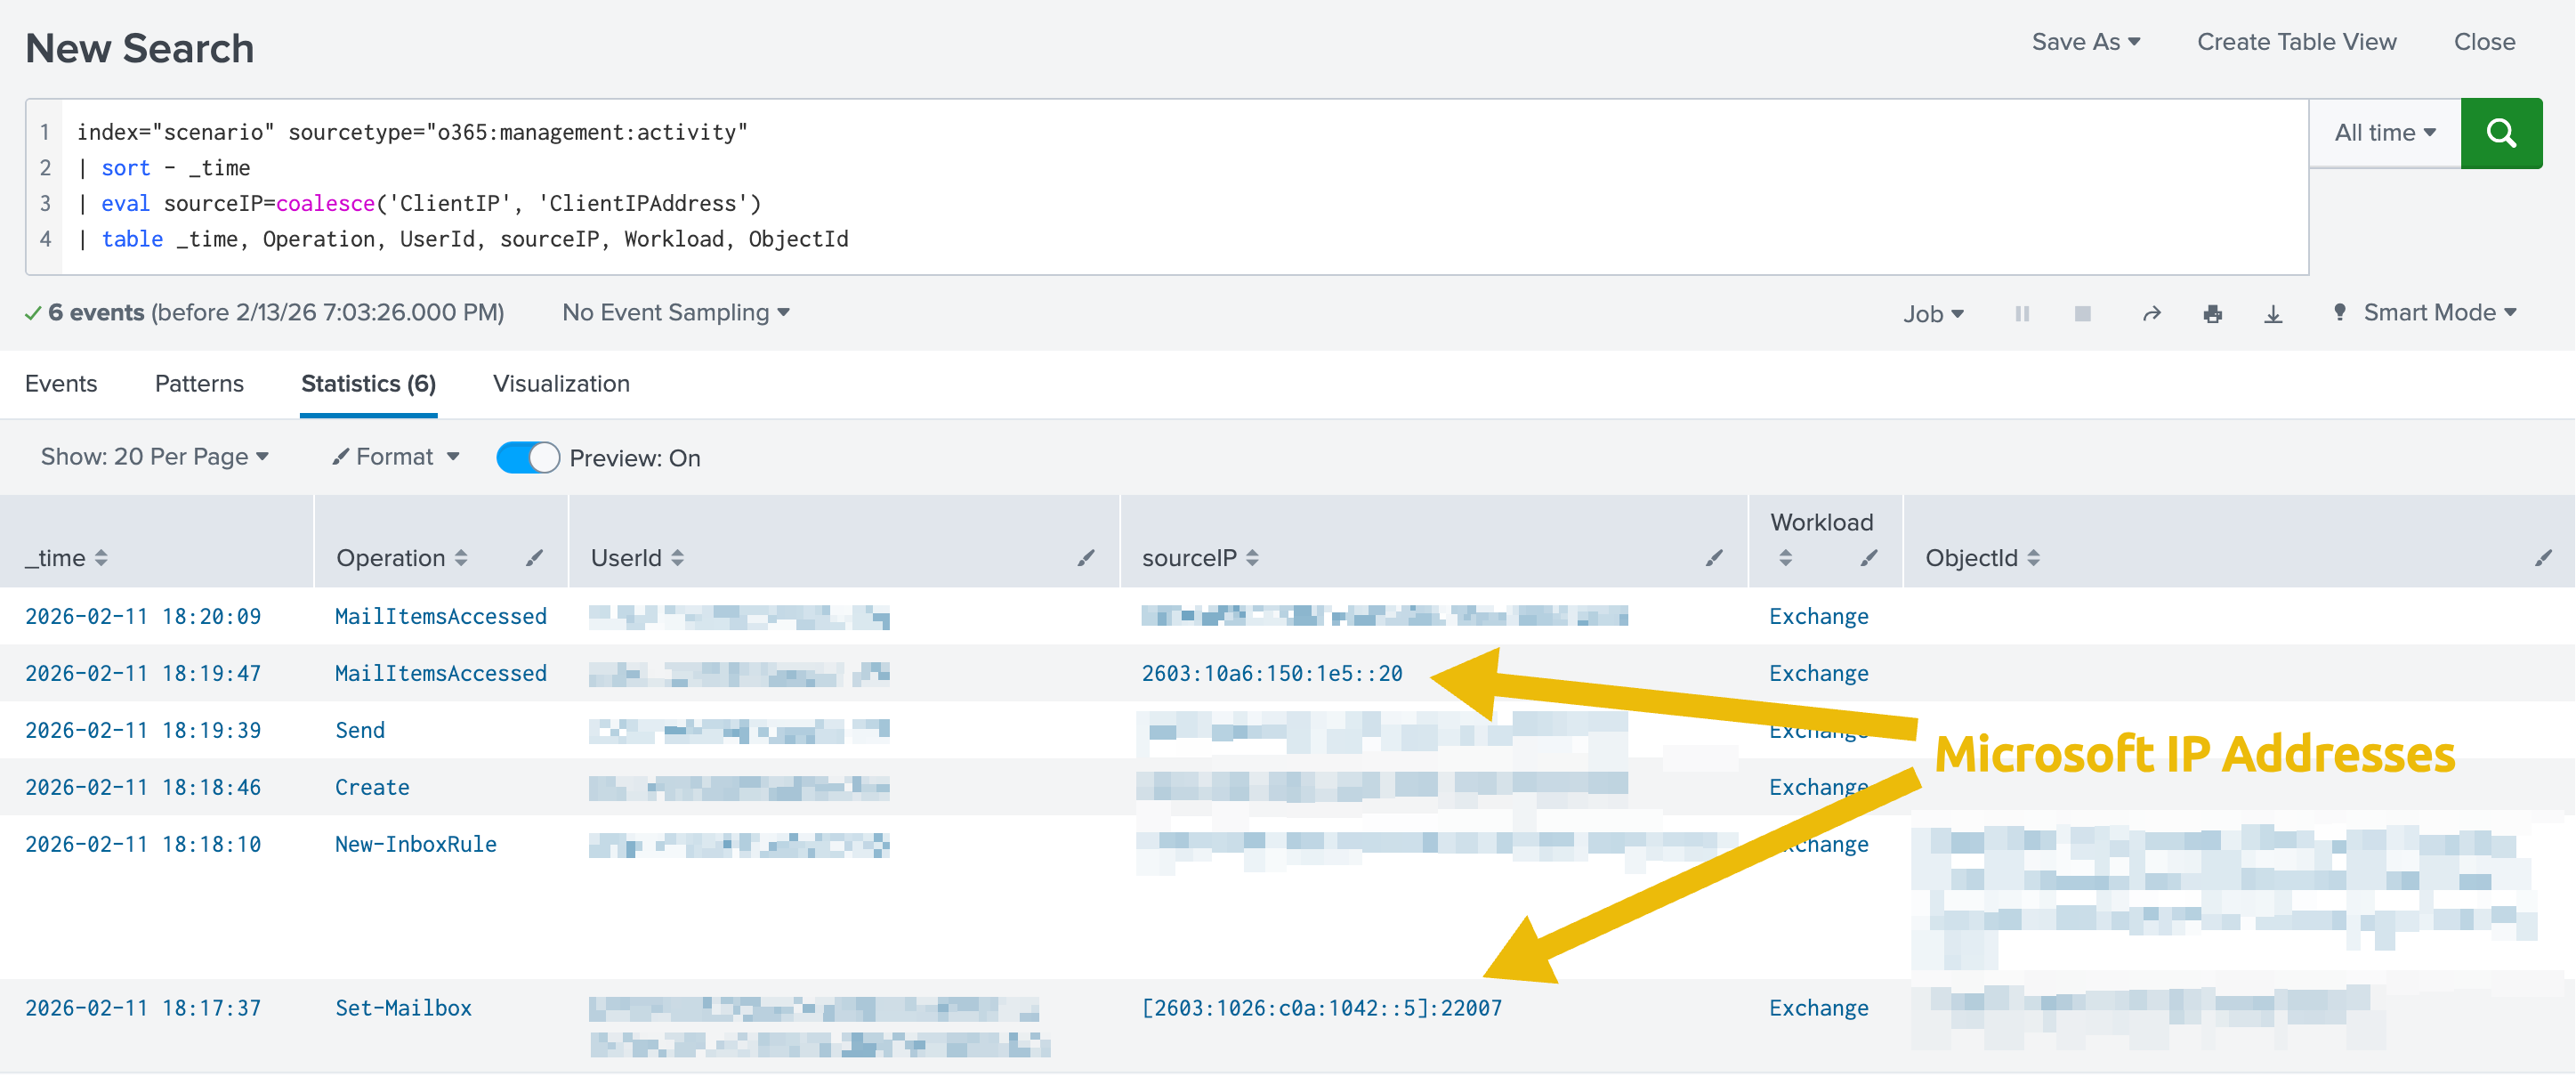 New Search
Save As
Create Table View
Close
1 index="scenario" sourcetype="o365:management:activity"
2 | sort - _time
3 | eval sourceIP=coalesce('ClientIP', 'ClientIPAddress')
4 | table _time, Operation, UserId, sourceIP, Workload, ObjectId
All time
6 events (before 2/13/26 7:03:26.000 PM)
No Event Sampling
Job
Smart Mode
Events
Patterns
Statistics (6)
Visualization
Show: 20 Per Page
Format
Preview: On
_time
Operation
UserId
sourceIP
Workload
ObjectId
2026-02-11 18:20:09 MailItemsAccessed Exchange
2026-02-11 18:19:47 MailItemsAccessed 2603:10a6:150:1e5::20 Exchange
2026-02-11 18:19:39 Send Exchange
Microsoft IP Addresses
2026-02-11 18:18:46 Create Exchange
2026-02-11 18:18:10 New-InboxRule Exchange
2026-02-11 18:17:37 Set-Mailbox [2603:1026:c0a:1042::5]:22007 Exchange